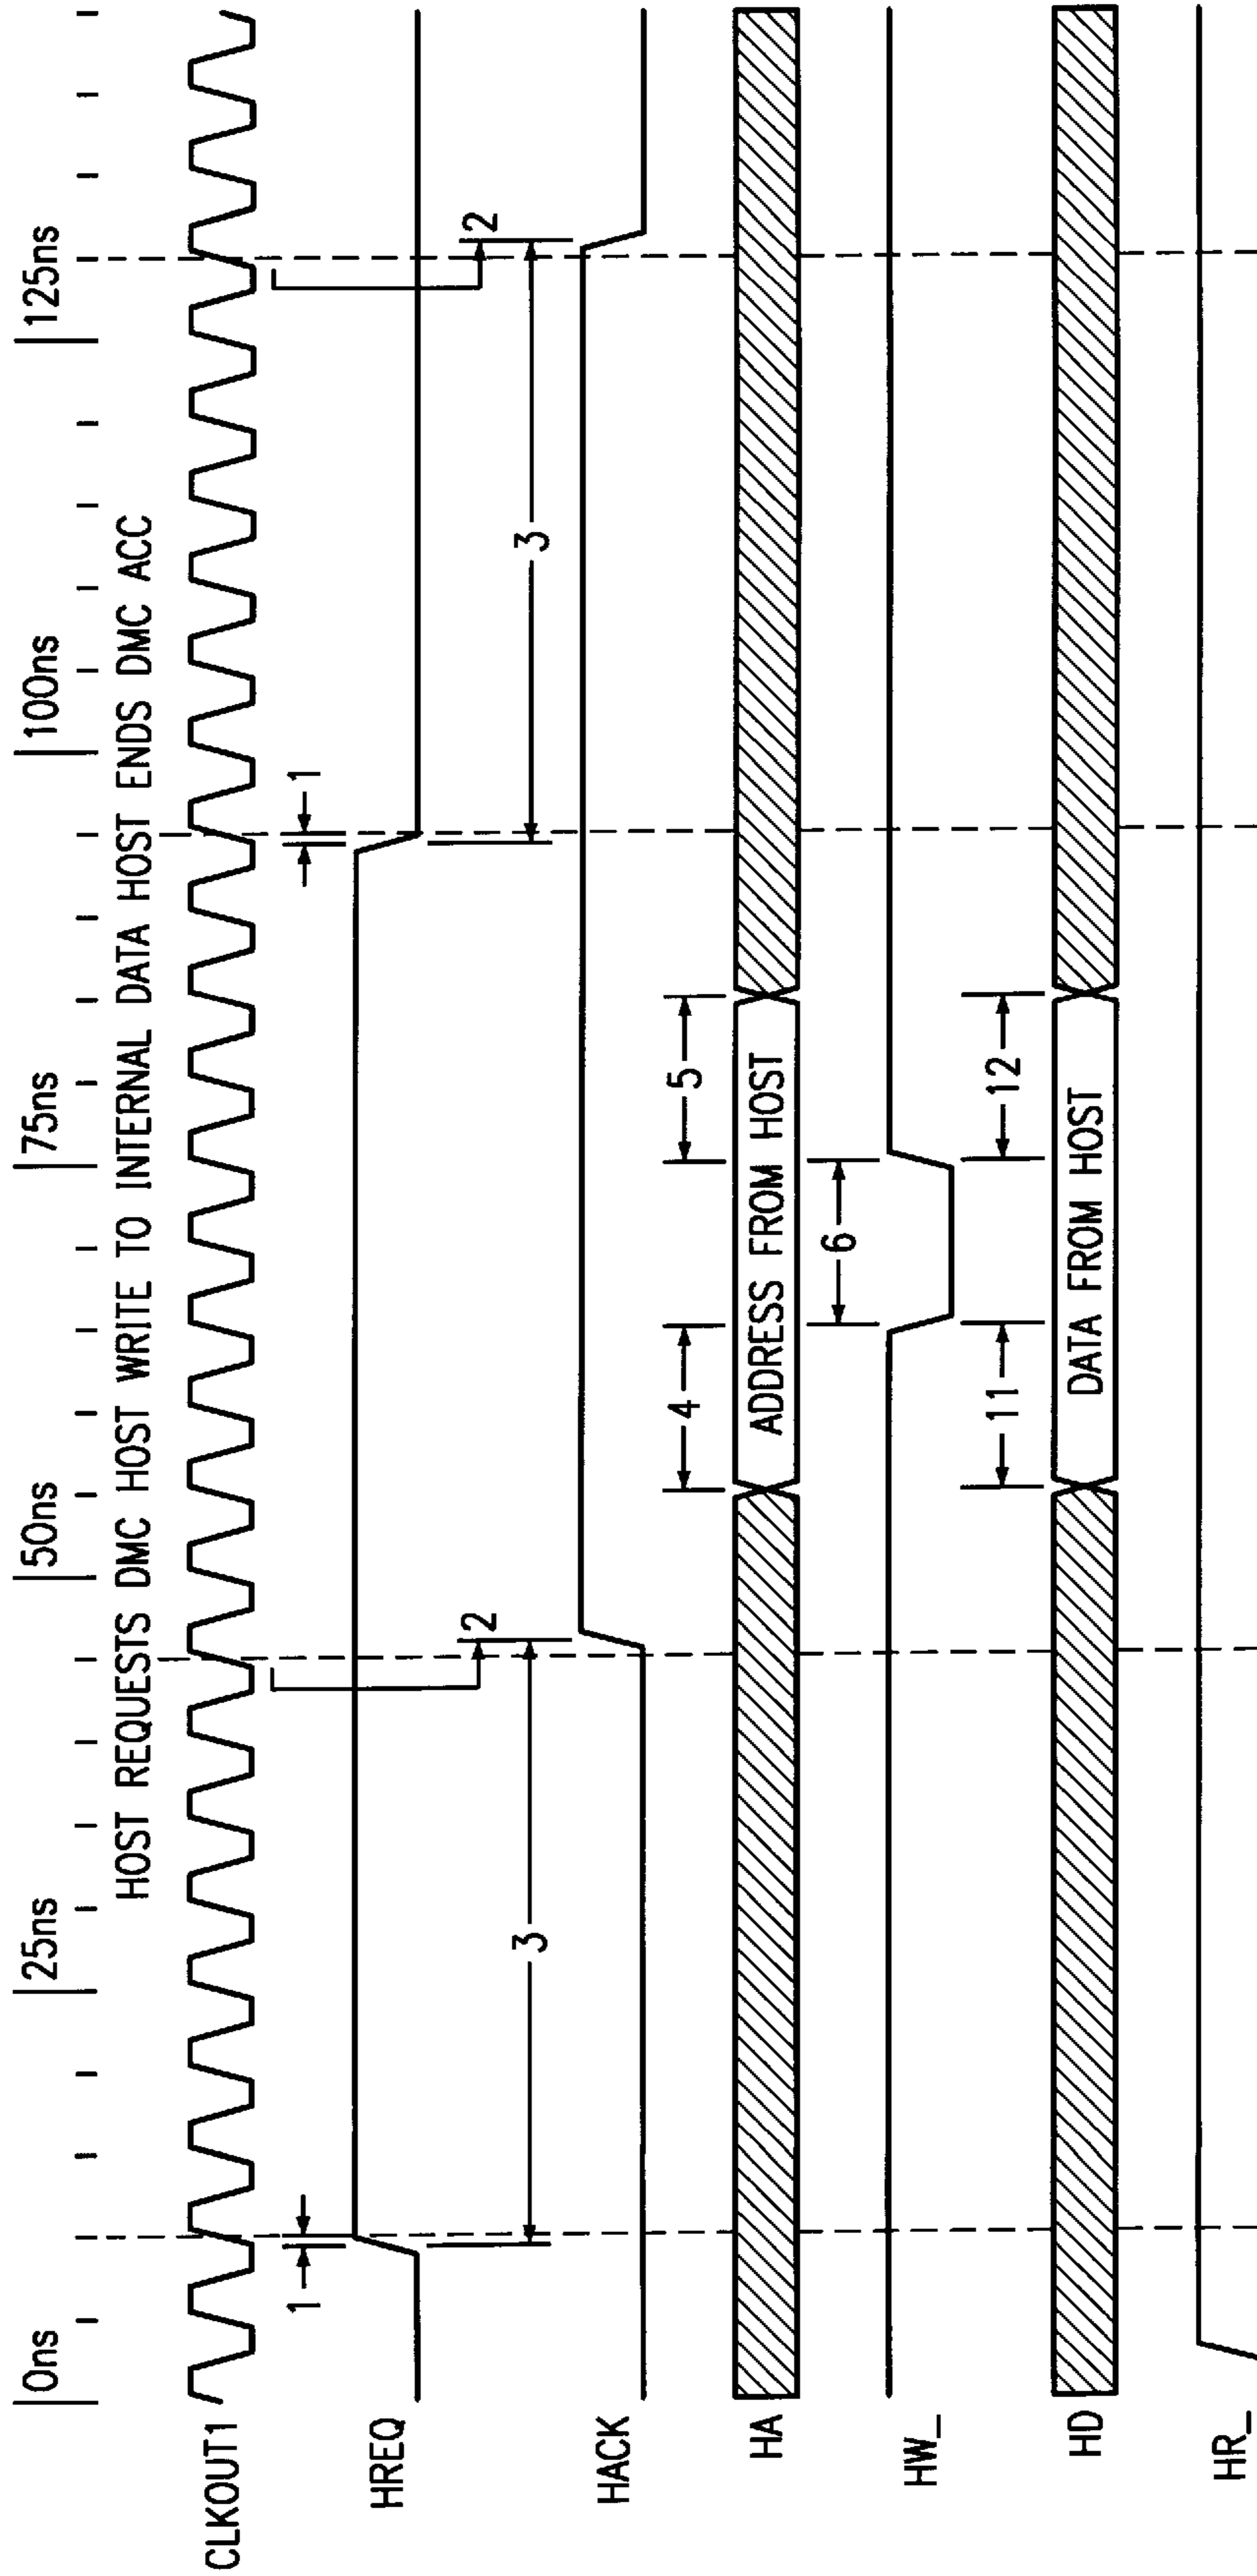 0ns 25ns 50ns 75ns 100ns 125ns
HOST REQUESTS DMC HOST WRITE TO INTERNAL DATA HOST ENDS DMC ACC
CLKOUT1
1 1
HREQ
2 2
3 3
HACK
4 5
HA ADDRESS FROM HOST
6
HW_
11 12
HD DATA FROM HOST
HR_